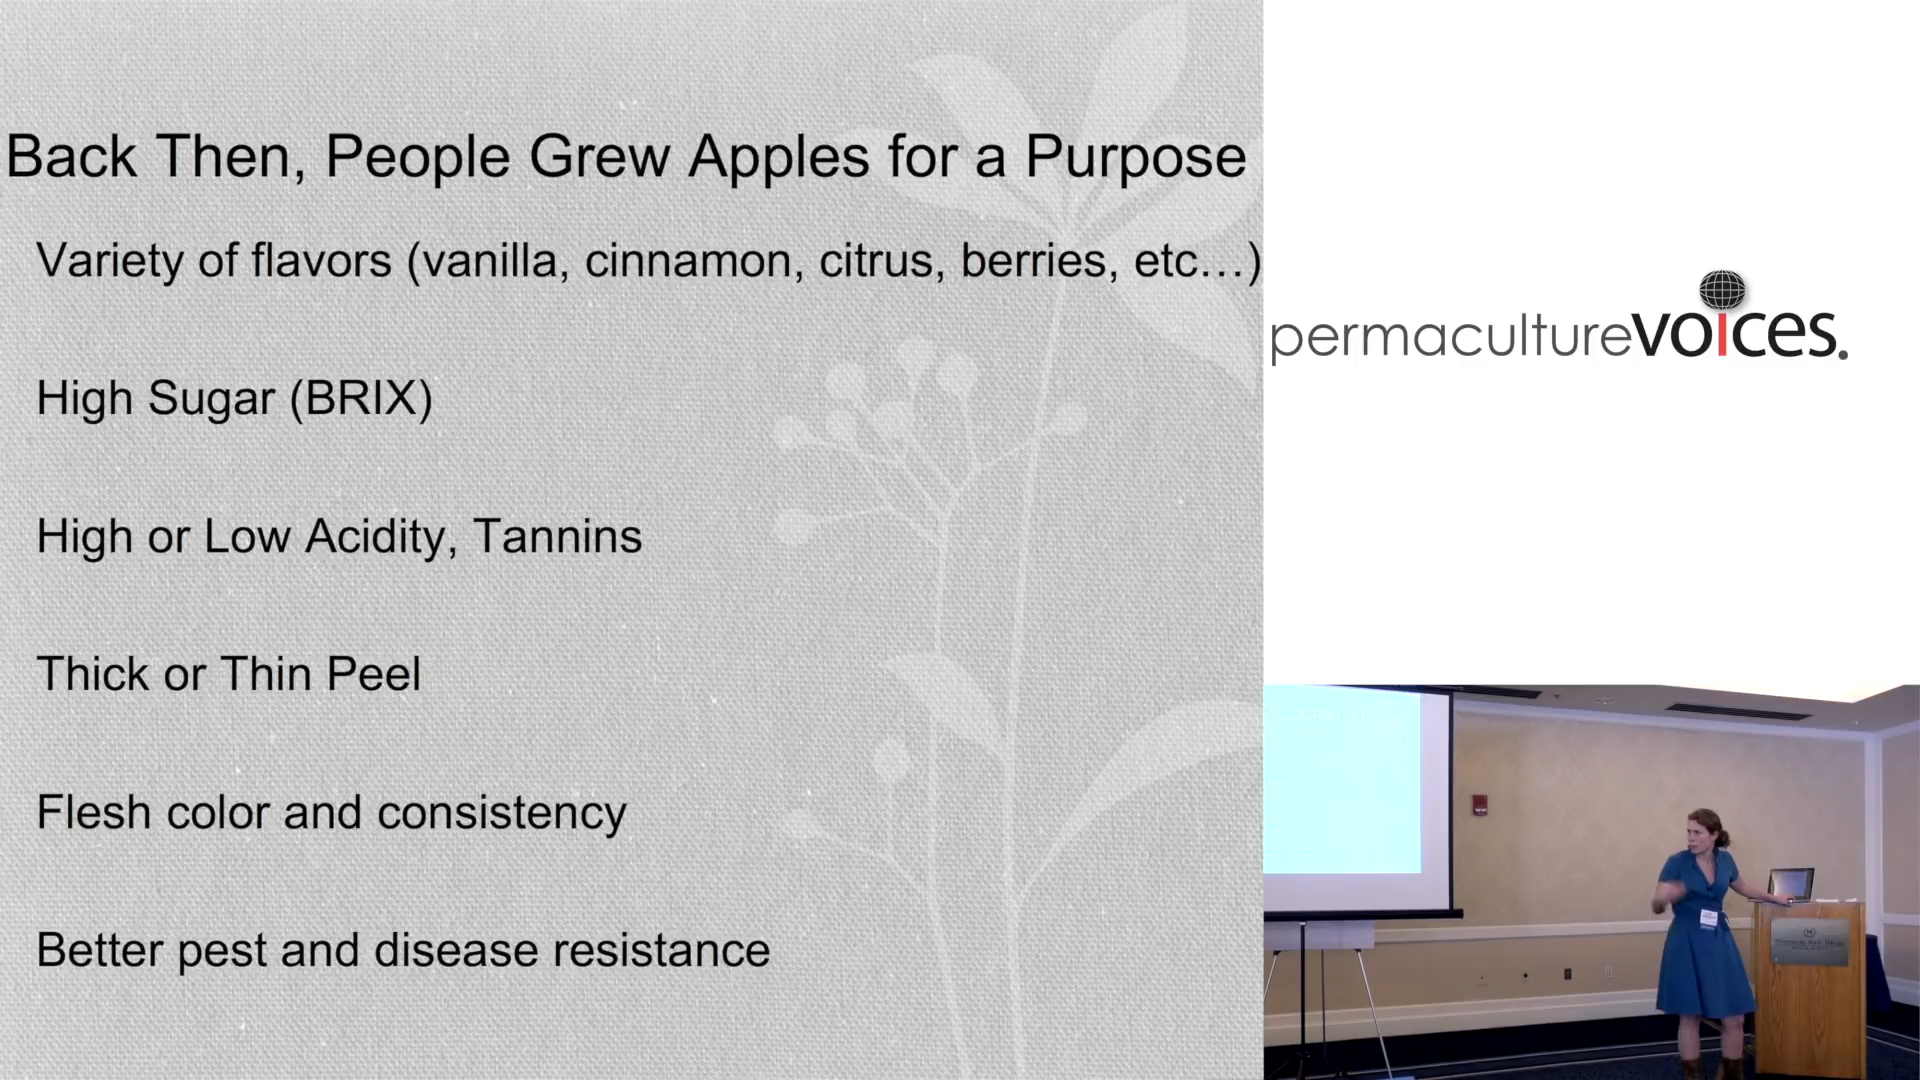 Back Then, People Grew Apples for a Purpose
Variety of flavors (vanilla, cinnamon, citrus, berries, etc…)
High Sugar (BRIX)
High or Low Acidity, Tannins
Thick or Thin Peel
Flesh color and consistency
Better pest and disease resistance
permaculturevoices.